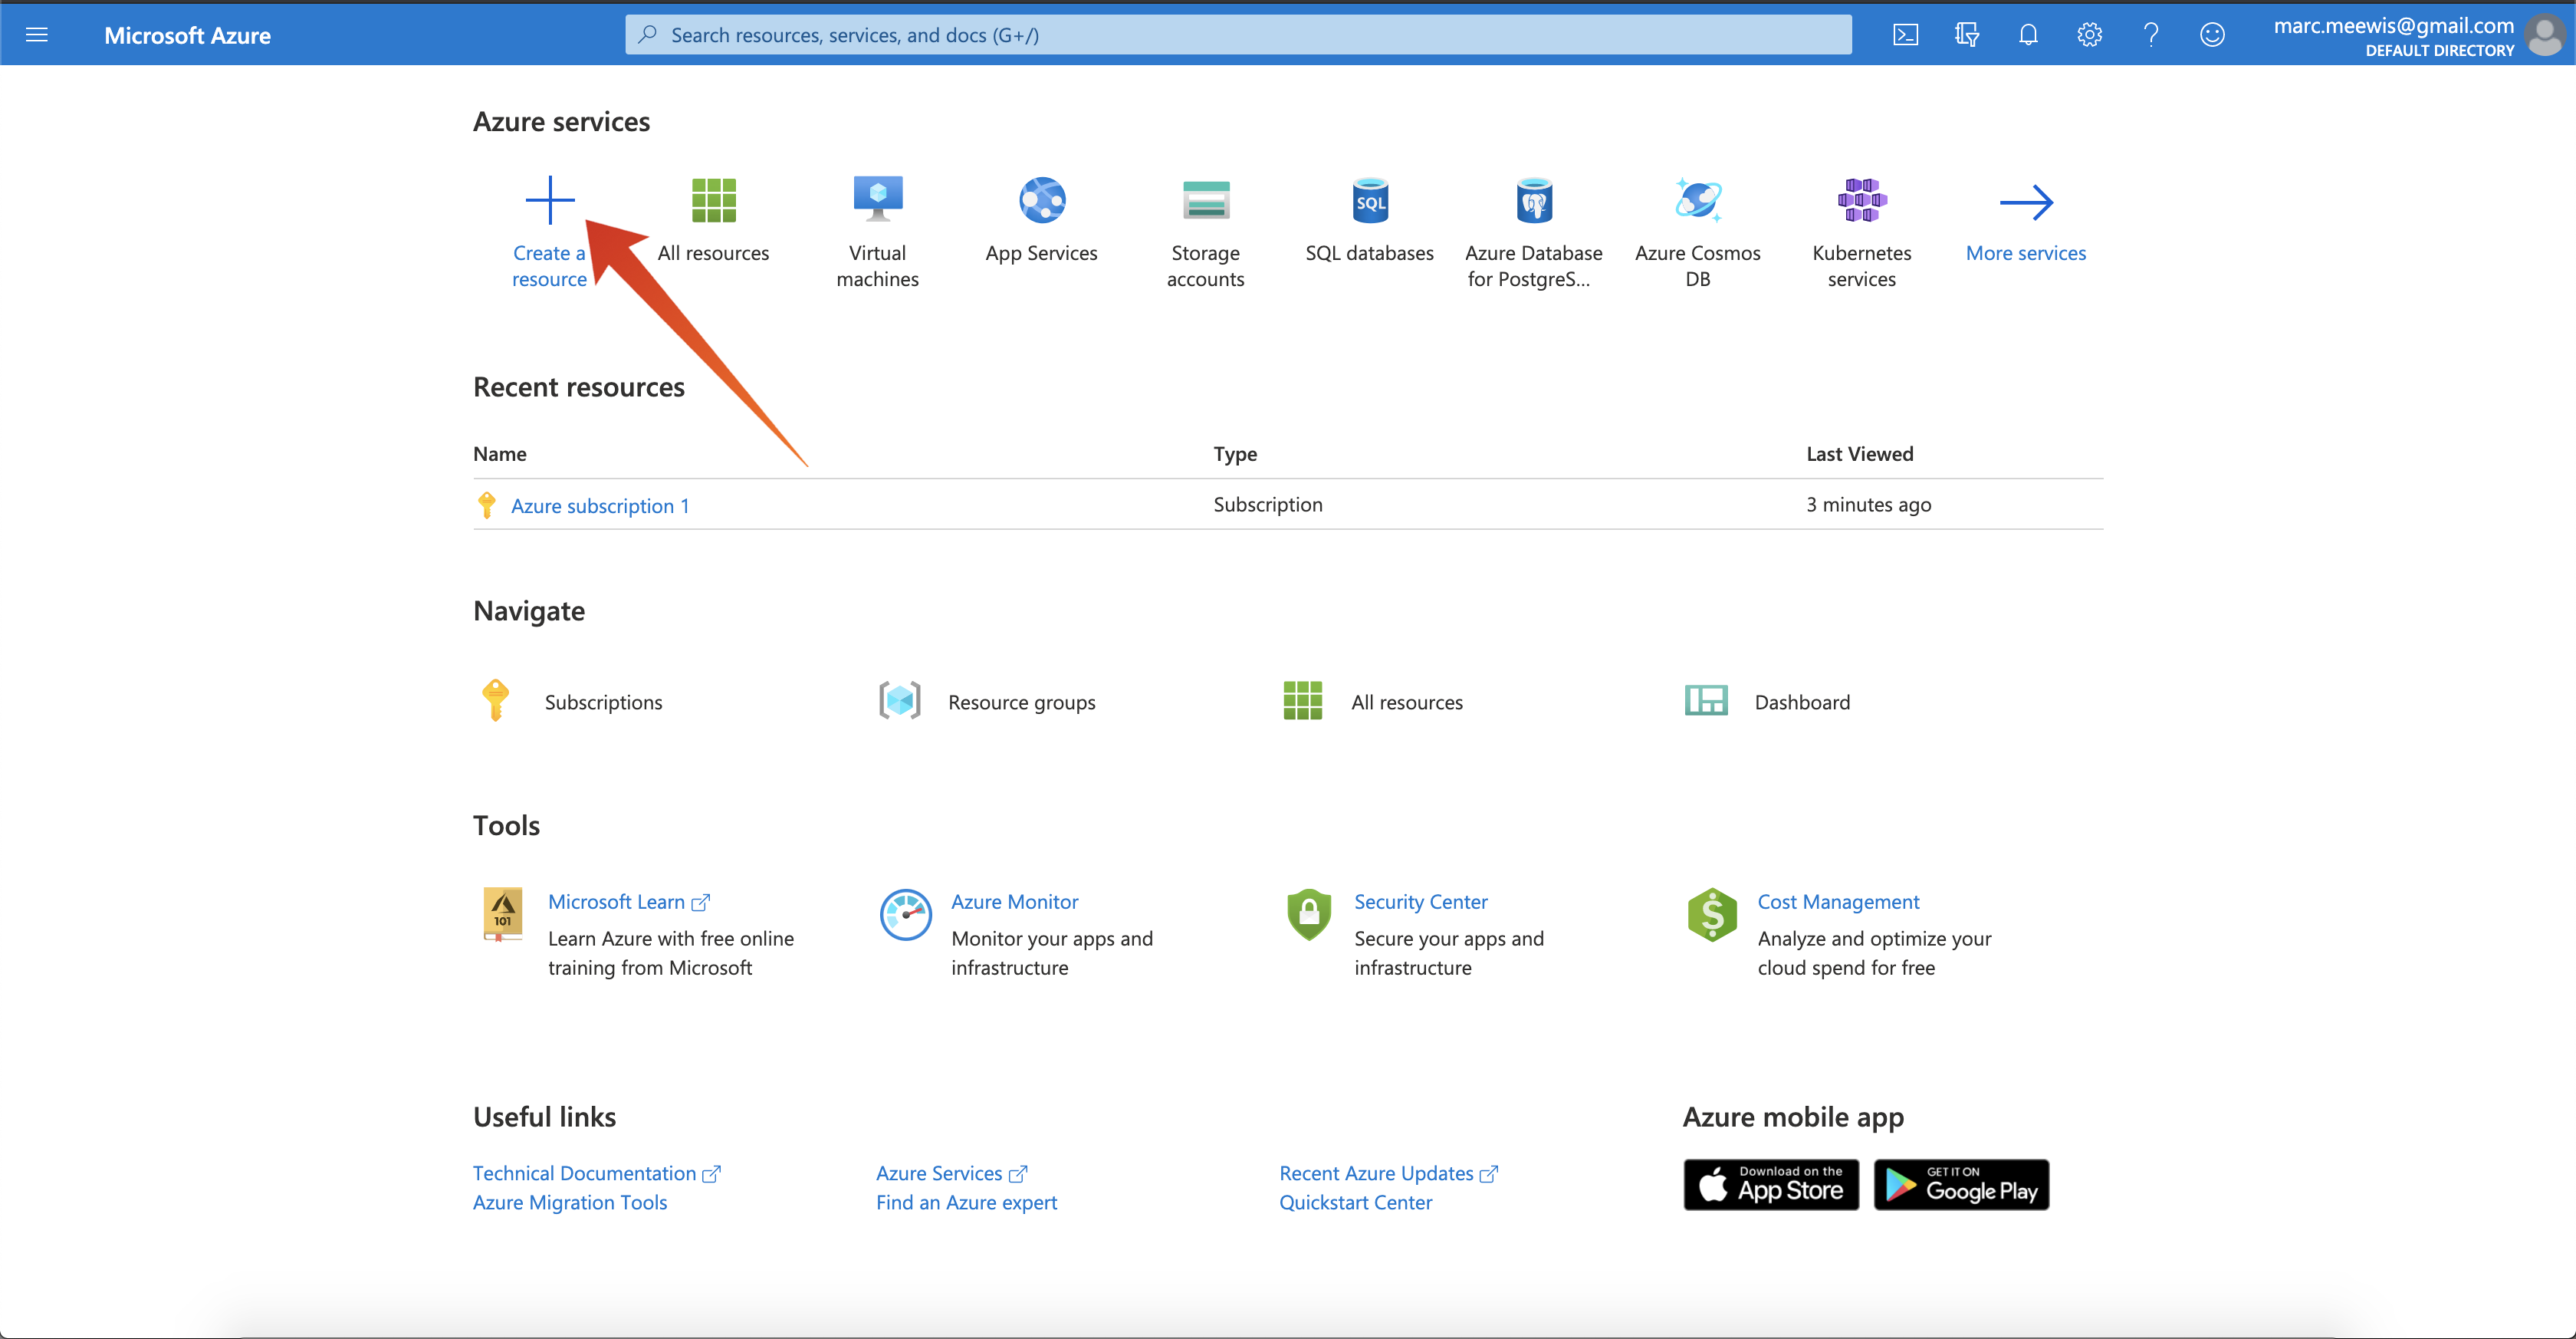 Microsoft Azure
Search resources, services, and docs (G+/)
marc.meewis@gmail.com
DEFAULT DIRECTORY
Azure services
Create a
resource
All resources
Virtual
machines
App Services
Storage
accounts
SQL
SQL databases
Azure Database
for PostgreS...
Azure Cosmos
DB
Kubernetes
services
More services
Recent resources
Name Type Last Viewed
Azure subscription 1 Subscription 3 minutes ago
Navigate
Subscriptions
Resource groups
All resources
Dashboard
Tools
101
Microsoft Learn
Learn Azure with free online
training from Microsoft
Azure Monitor
Monitor your apps and
infrastructure
Security Center
Secure your apps and
infrastructure
Cost Management
Analyze and optimize your
cloud spend for free
Useful links
Technical Documentation
Azure Migration Tools
Azure Services
Find an Azure expert
Recent Azure Updates
Quickstart Center
Azure mobile app
Download on the
App Store
GET IT ON
Google Play